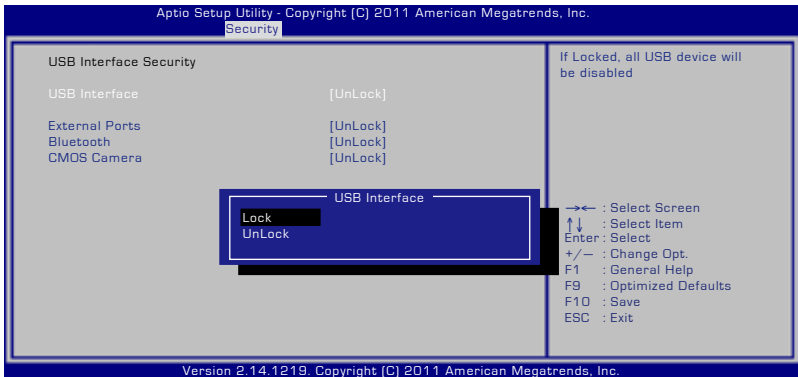 Aptio Setup Utility - Copyright (C) 2011 American Megatrends, Inc.
Security
USB Interface Security
USB Interface [UnLock]
External Ports [UnLock]
Bluetooth [UnLock]
CMOS Camera [UnLock]
USB Interface
Lock
UnLock
If Locked, all USB device will
be disabled
→← : Select Screen
↑↓ : Select Item
Enter : Select
+/− : Change Opt.
F1 : General Help
F9 : Optimized Defaults
F10 : Save
ESC : Exit
Version 2.14.1219. Copyright (C) 2011 American Megatrends, Inc.